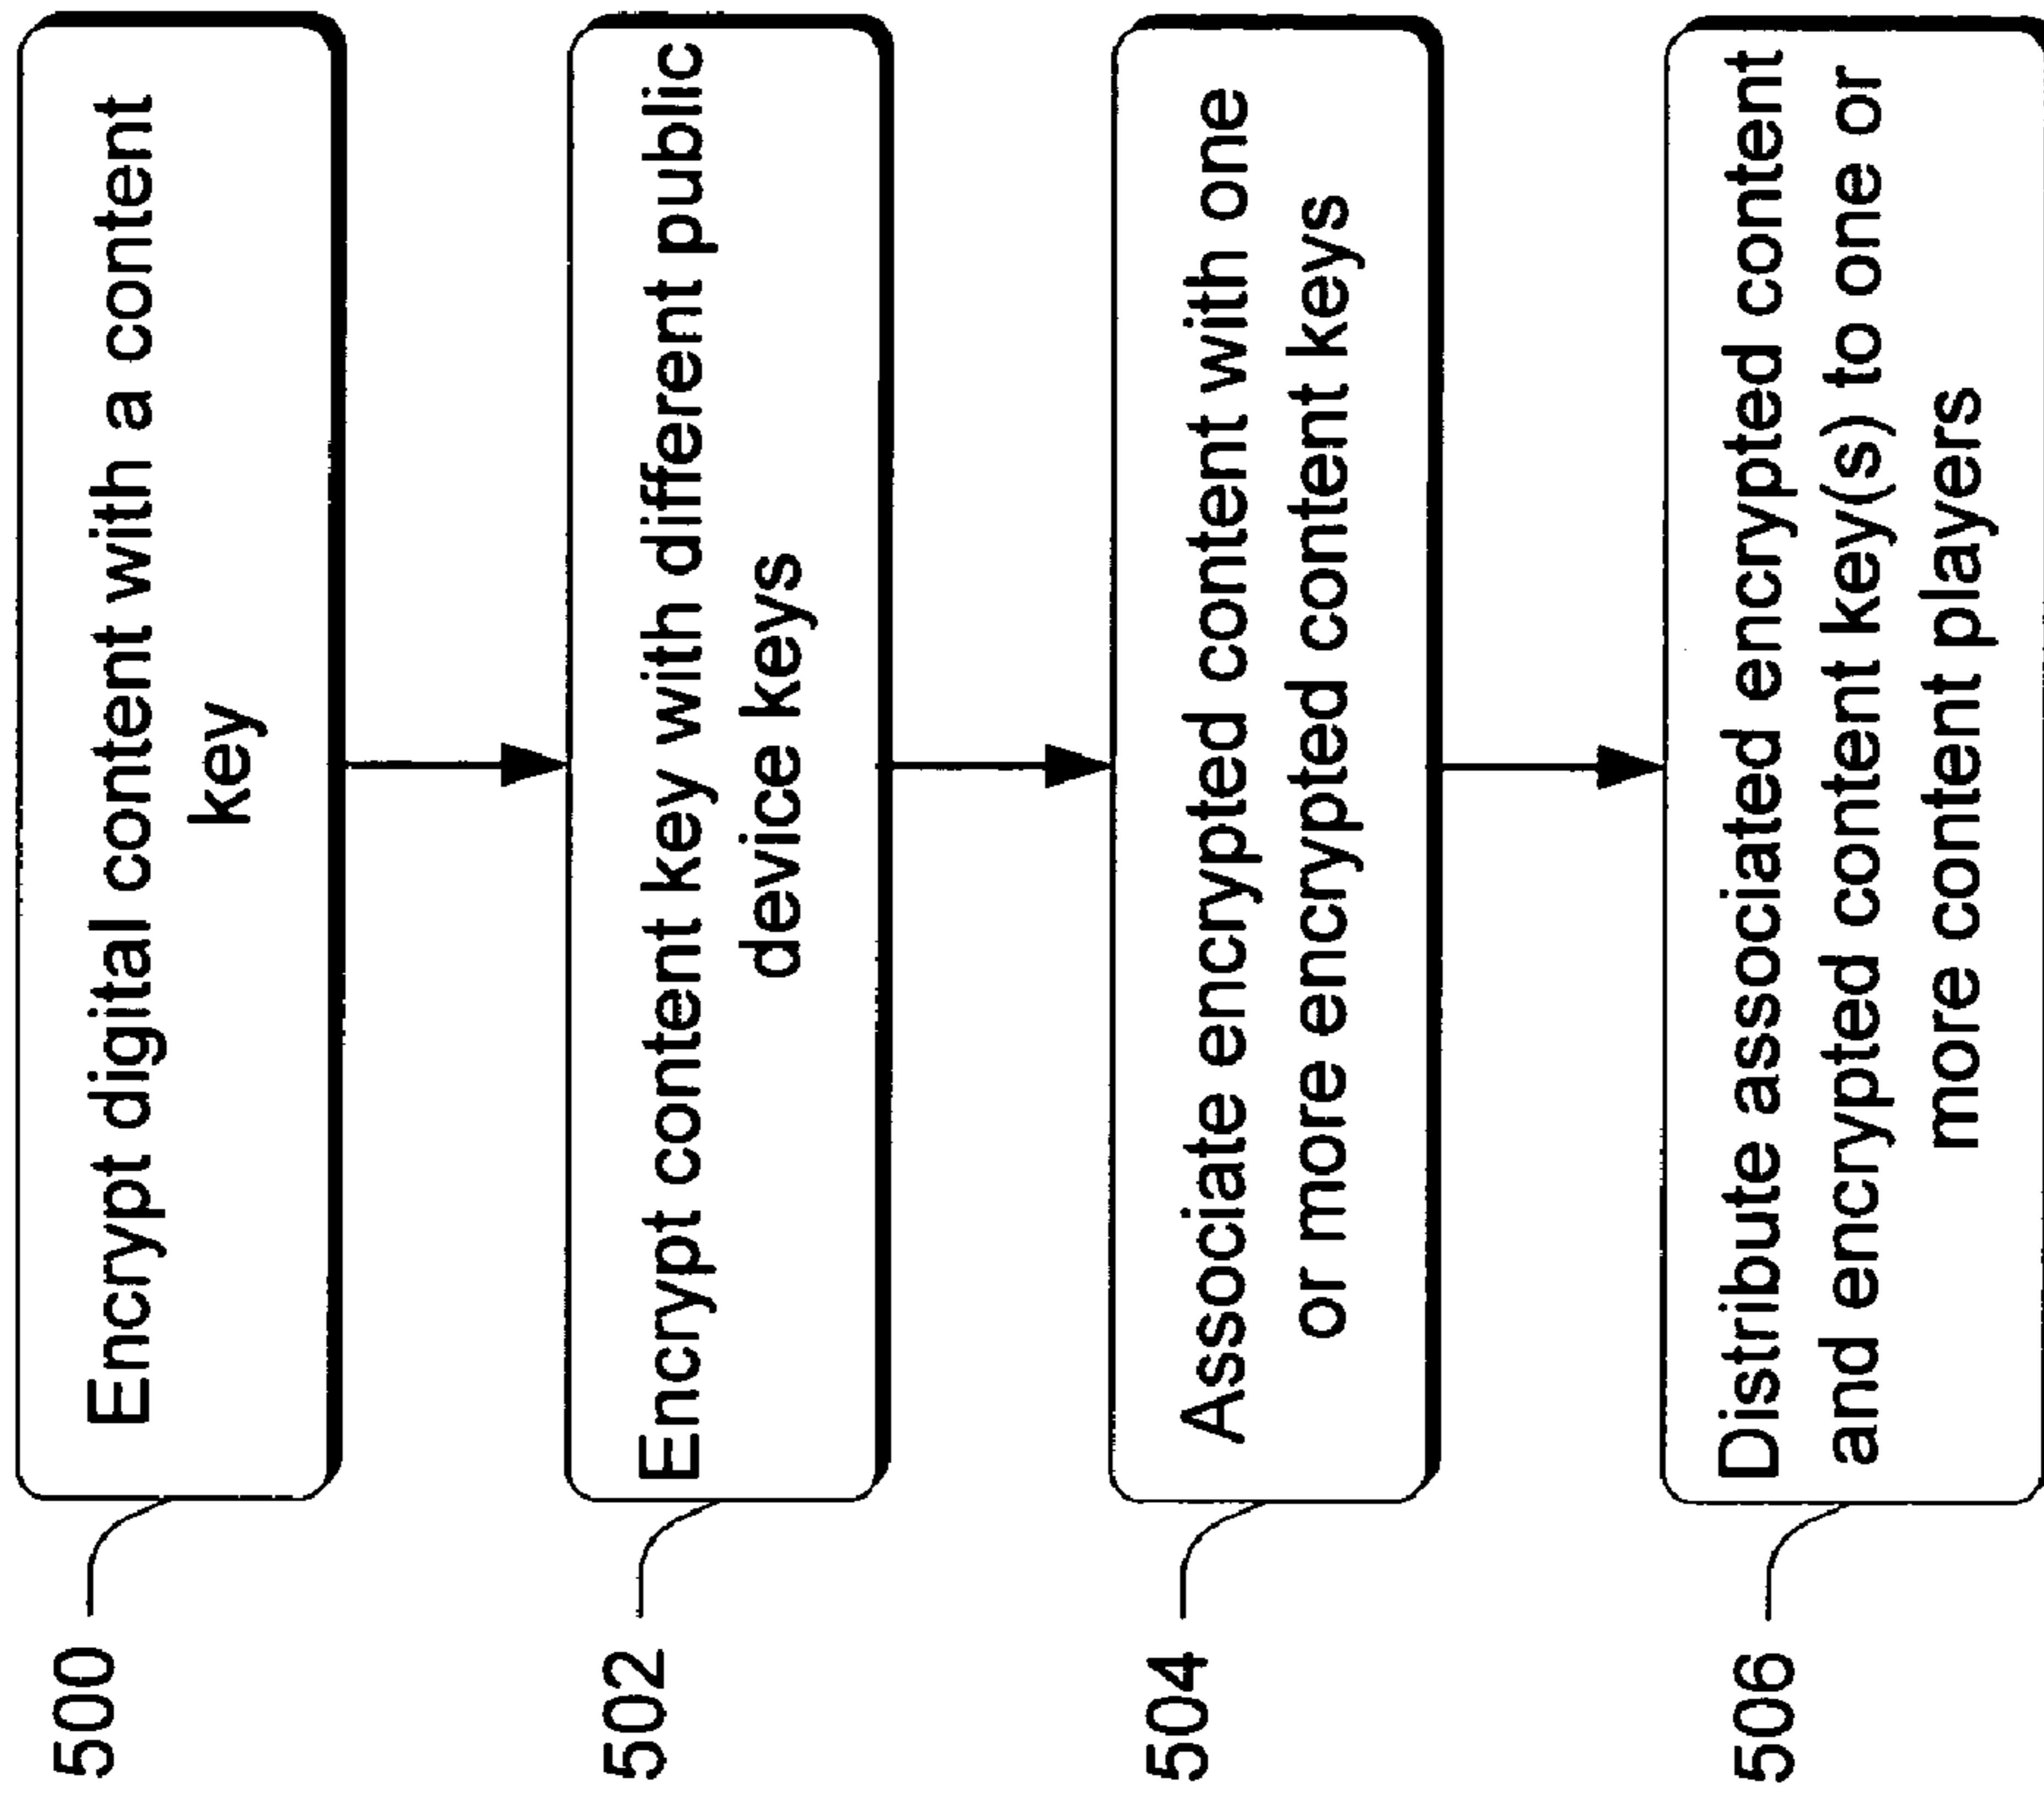 500
Encrypt digital content with a content
key
502
Encrypt content key with different public
device keys
504
Associate encrypted content with one
or more encrypted content keys
506
Distribute associated encrypted content
and encrypted content key(s) to one or
more content players